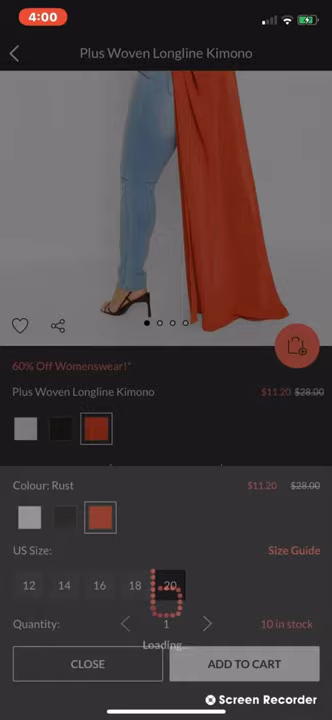 4:00
Plus Woven Longline Kimono
60% Off Womenswear!*
Plus Woven Longline Kimono $11.20 $28.00
Colour: Rust $11.20 $28.00
US Size: Size Guide
12 14 16 18 20
Quantity: 1 10 in stock
Loading...
CLOSE ADD TO CART
Screen Recorder